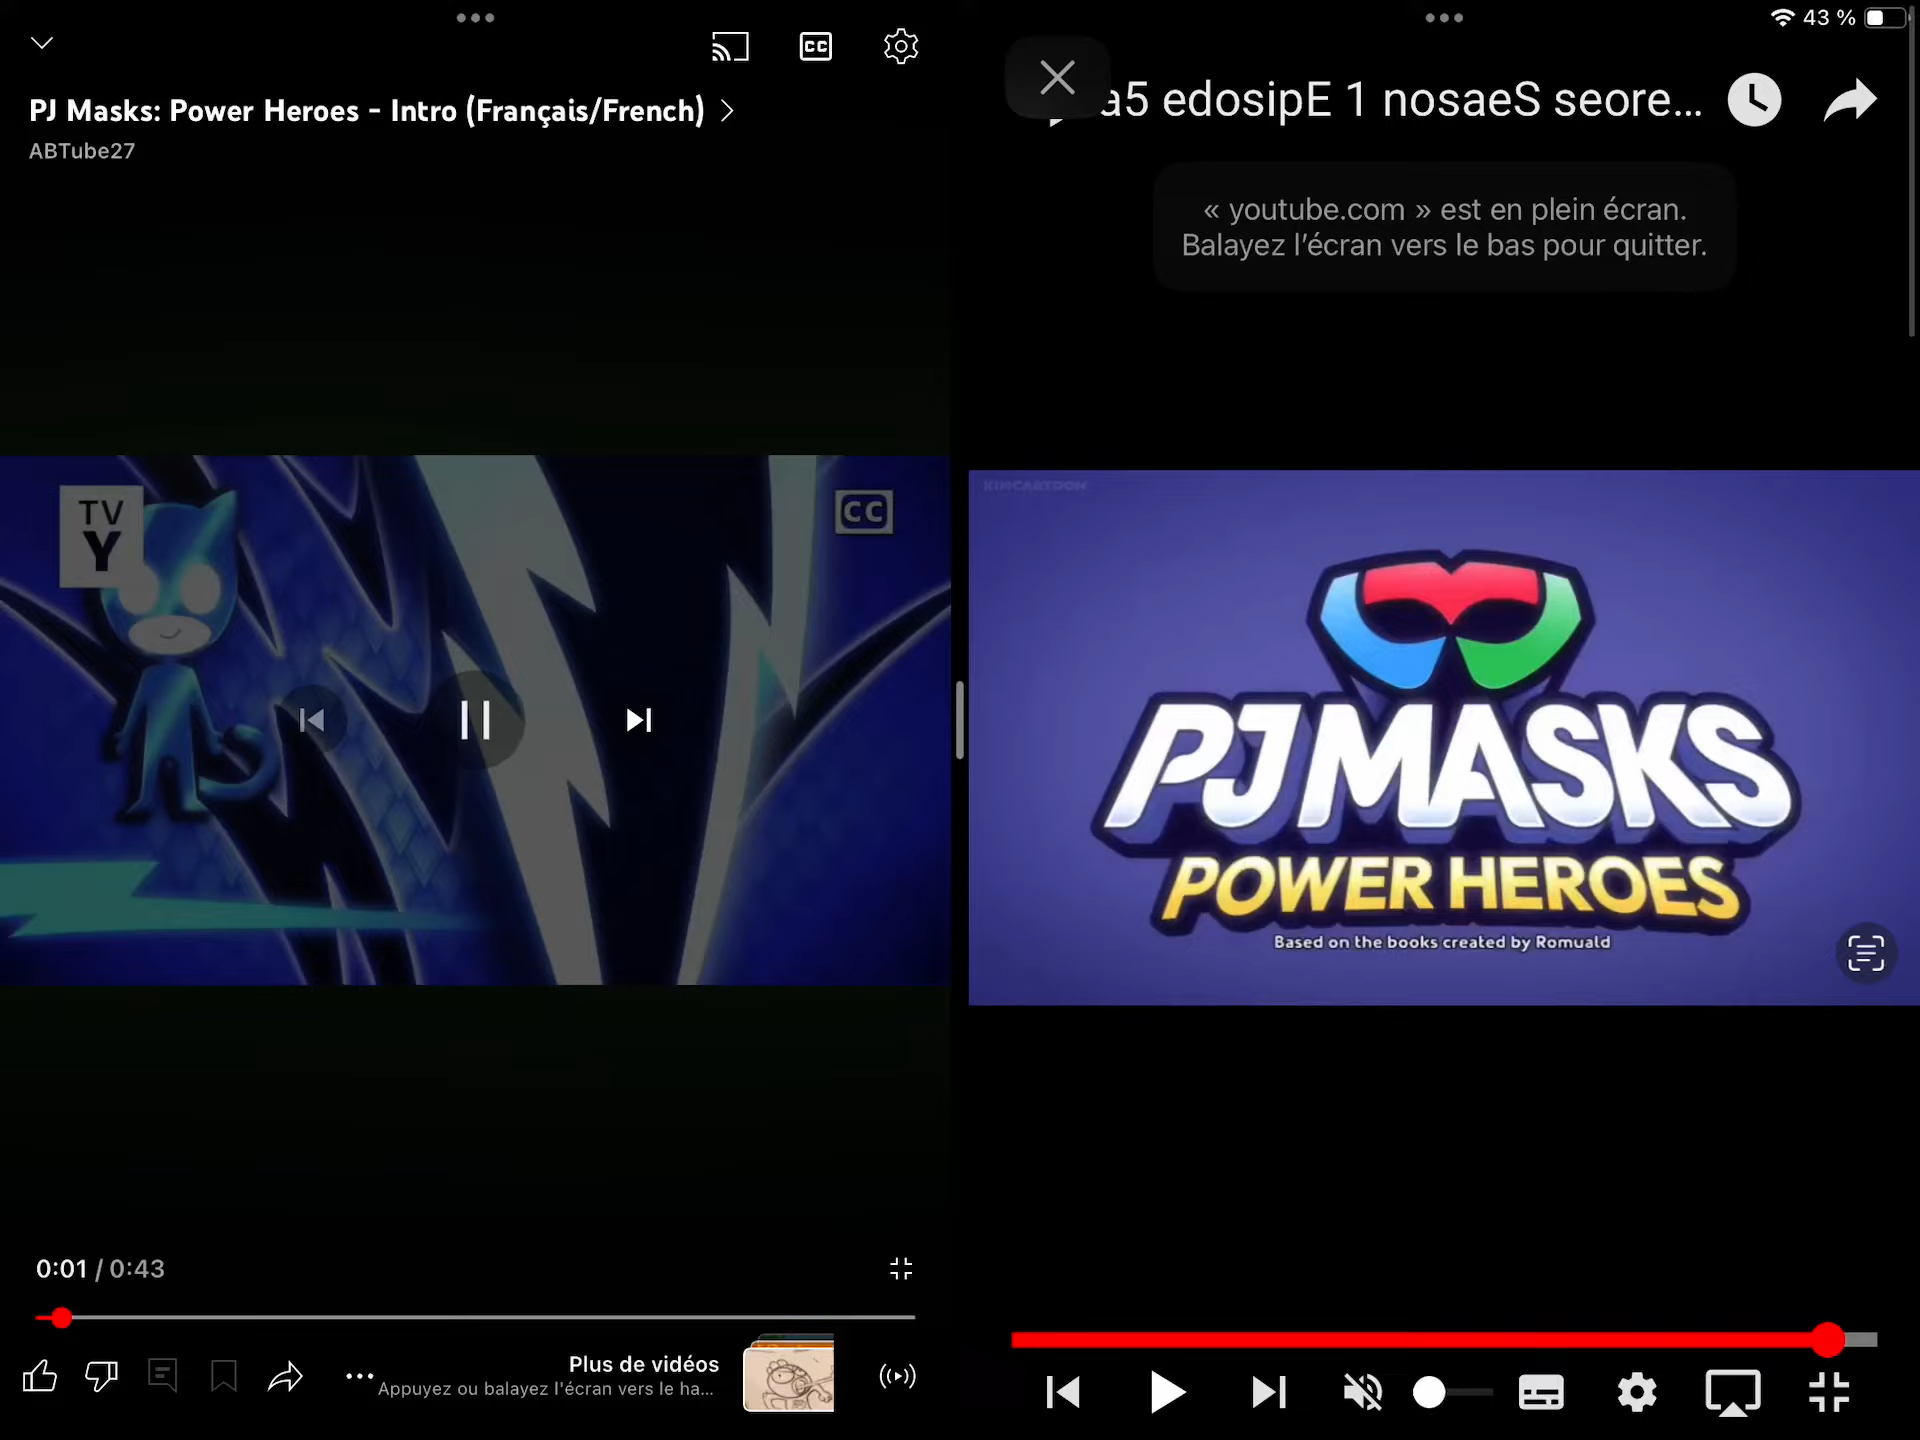 PJ Masks: Power Heroes - Intro (Français/French)
ABTube27
CC
TV
Y
CC
0:01 / 0:43
Plus de vidéos
Appuyez ou balayez l'écran vers le ha...
43 %
a5 edosipE 1 nosaeS seore...
« youtube.com » est en plein écran.
Balayez l’écran vers le bas pour quitter.
KIMCARTOON
PJ MASKS
POWER HEROES
Based on the books created by Romuald